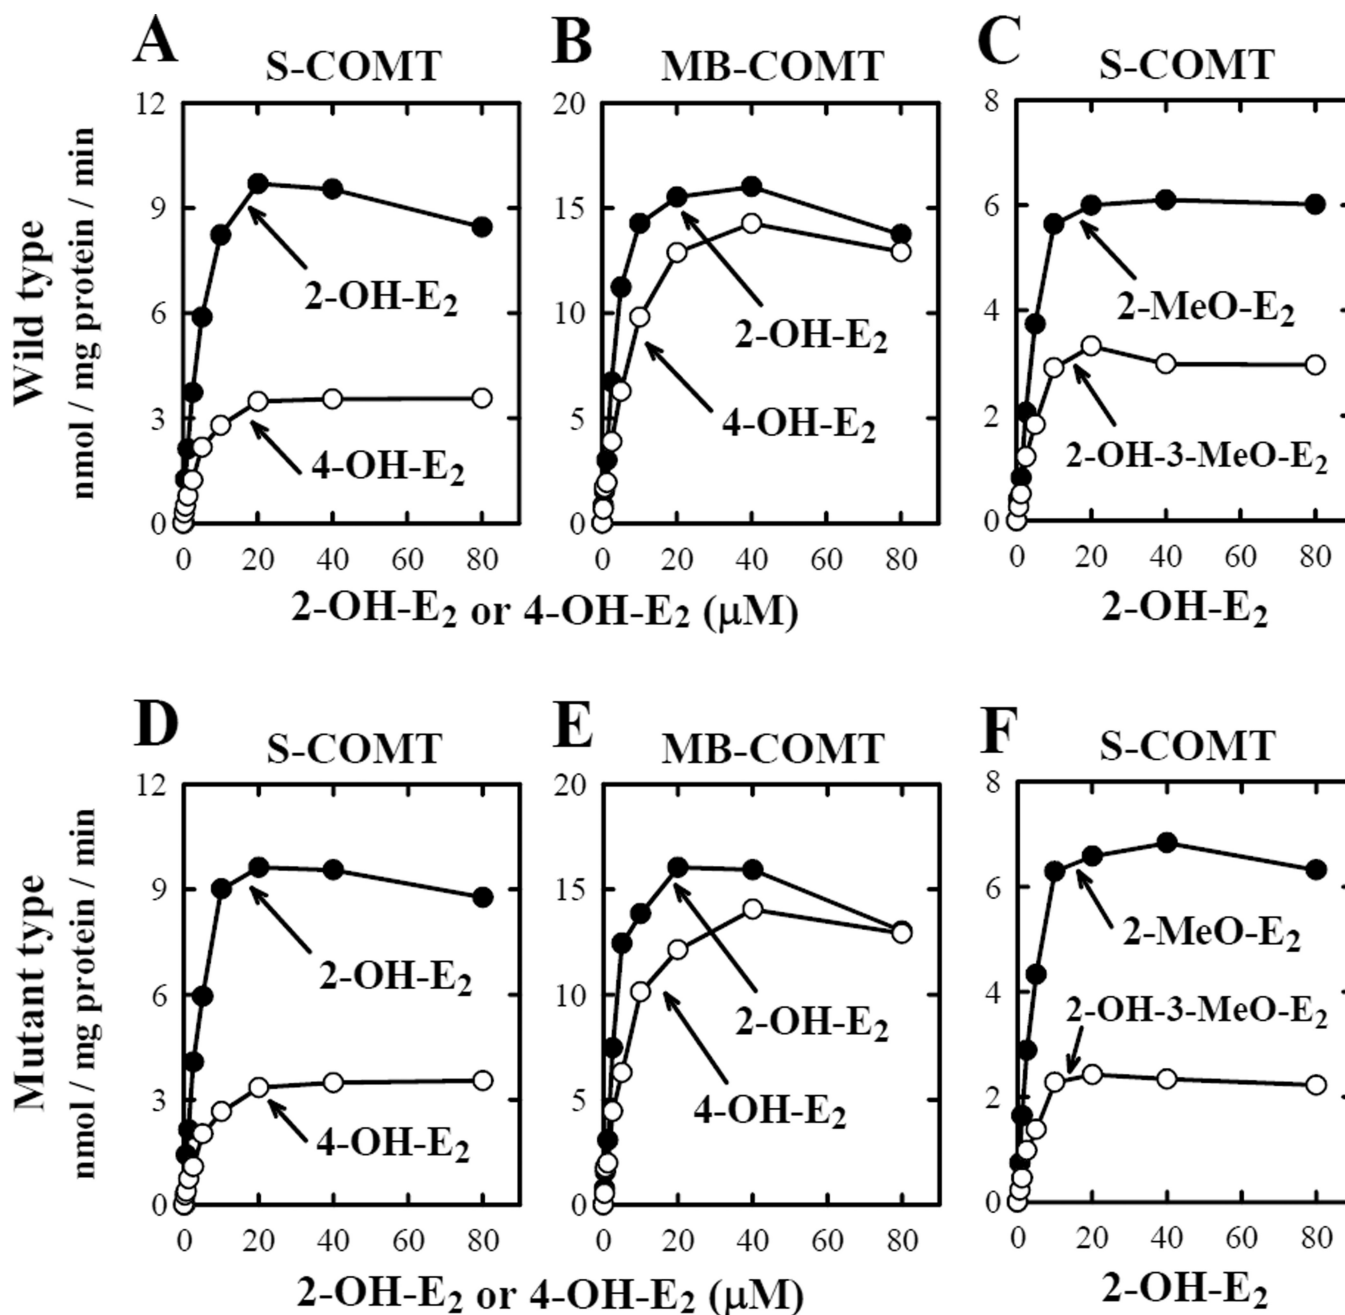 A
S-COMT
B
MB-COMT
C
S-COMT
Wild type
nmol / mg protein / min
12
9
6
3
0
2-OH-E2
4-OH-E2
0 20 40 60 80
20
15
10
5
0
2-OH-E2
4-OH-E2
0 20 40 60 80
2-OH-E2 or 4-OH-E2 (μM)
8
6
4
2
0
2-MeO-E2
2-OH-3-MeO-E2
0 20 40 60 80
2-OH-E2
D
S-COMT
E
MB-COMT
F
S-COMT
Mutant type
nmol / mg protein / min
12
9
6
3
0
2-OH-E2
4-OH-E2
0 20 40 60 80
20
15
10
5
0
2-OH-E2
4-OH-E2
0 20 40 60 80
2-OH-E2 or 4-OH-E2 (μM)
8
6
4
2
0
2-MeO-E2
2-OH-3-MeO-E2
0 20 40 60 80
2-OH-E2